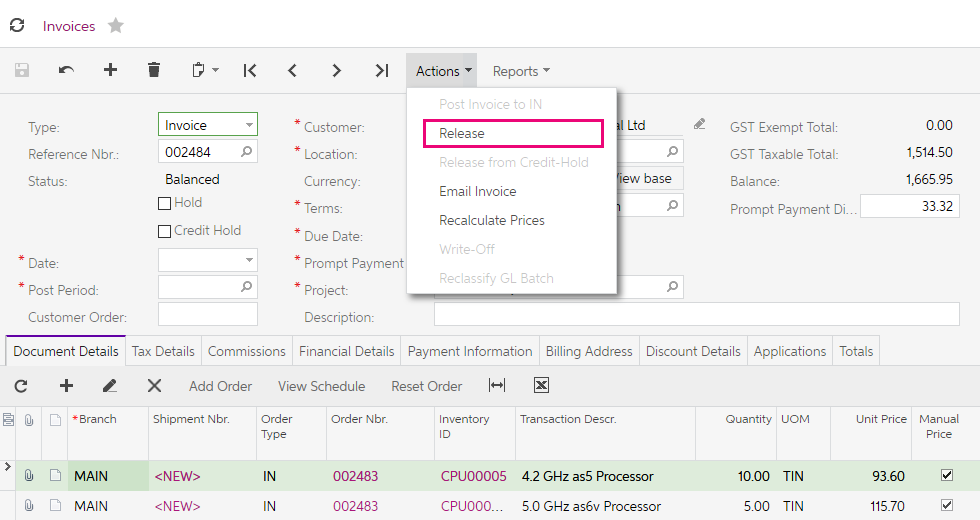 Invoices
Actions
Reports
Post Invoice to IN
Release
Release from Credit-Hold
Email Invoice
Recalculate Prices
Write-Off
Reclassify GL Batch
Type: Invoice
Reference Nbr.: 002484
Status: Balanced
Hold
Credit Hold
* Date:
* Post Period:
Customer Order:
* Customer: al Ltd
* Location:
Currency: View base
* Terms:
* Due Date:
* Prompt Payment
* Project:
Description:
GST Exempt Total: 0.00
GST Taxable Total: 1,514.50
Balance: 1,665.95
Prompt Payment Di... 33.32
Document Details Tax Details Commissions Financial Details Payment Information Billing Address Discount Details Applications Totals
Add Order View Schedule Reset Order
*Branch Shipment Nbr. Order Type Order Nbr. Inventory ID Transaction Descr. Quantity UOM Unit Price Manual Price
MAIN <NEW> IN 002483 CPU00005 4.2 GHz as5 Processor 10.00 TIN 93.60
MAIN <NEW> IN 002483 CPU000... 5.0 GHz as6v Processor 5.00 TIN 115.70